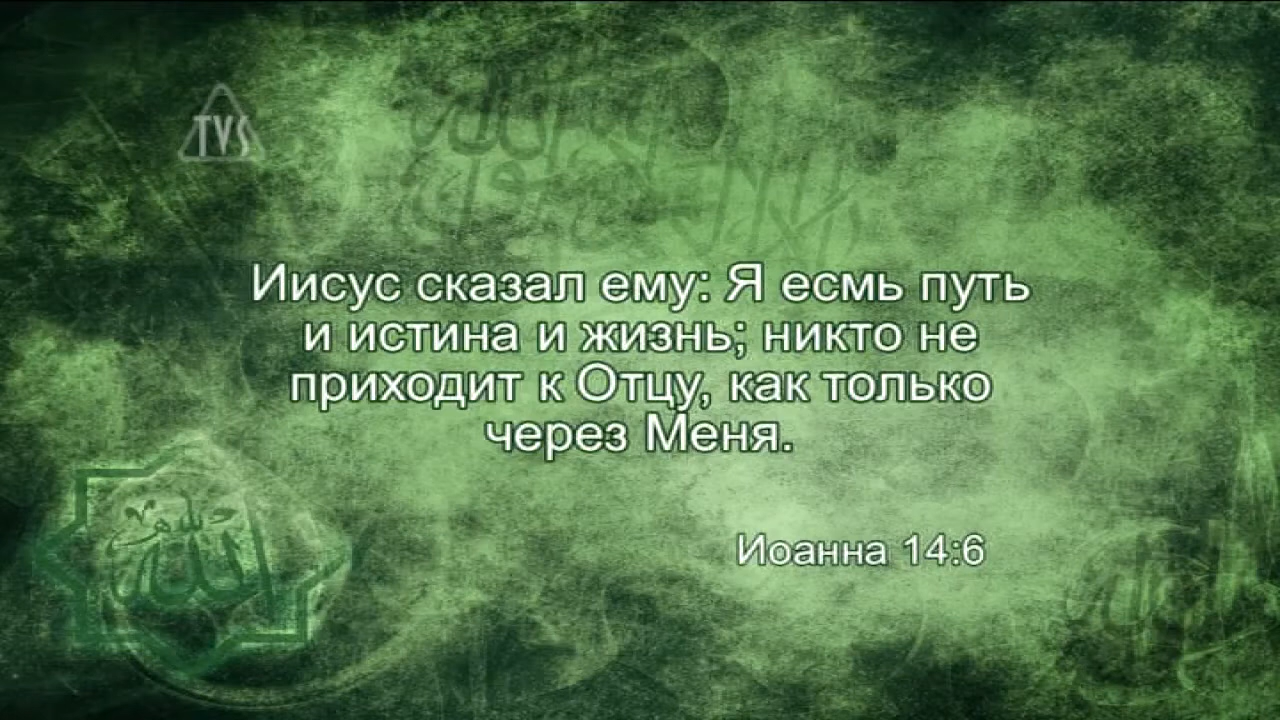 TVS
Иисус сказал ему: Я есмь путь
и истина и жизнь; никто не
приходит к Отцу, как только
через Меня.
Иоанна 14:6
الله